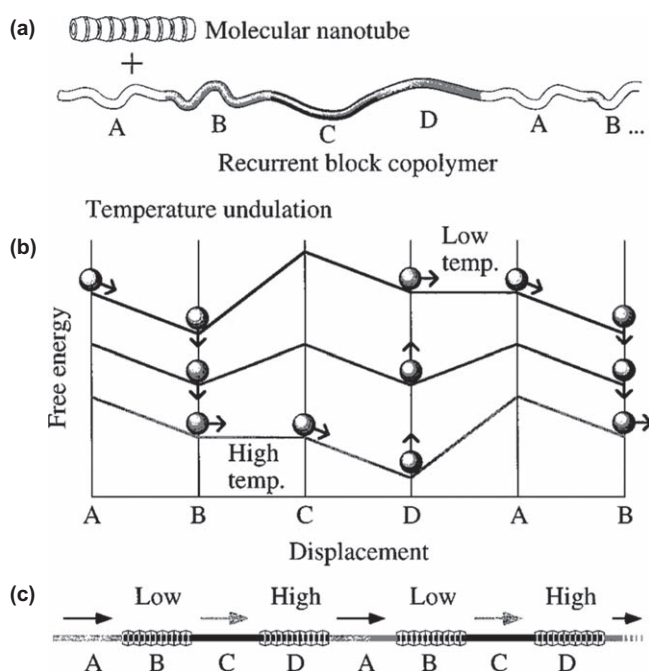 (a)
Molecular nanotube
+
A B C D A B ...
Recurrent block copolymer
Temperature undulation
(b)
Low
temp.
Free energy
High
temp.
A B C D A B
Displacement
(c)
Low High Low High
A B C D A B C D